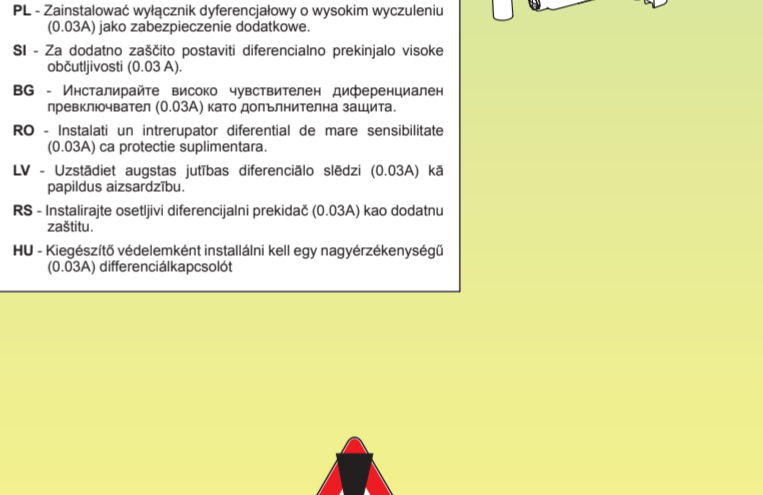 PL - Zainstalować wyłącznik dyferencjałowy o wysokim wyczuleniu
(0.03A) jako zabezpieczenie dodatkowe.
SI - Za dodatno zaščito postaviti diferencialno prekinjalo visoke
občutljivosti (0.03 A).
BG - Инсталирайте високо чувствителен диференциален
превключвател (0.03A) като допълнителна защита.
RO - Instalati un intrerupator diferential de mare sensibilitate
(0.03A) ca protectie suplimentara.
LV - Uzstādiet augstas jutības diferenciālo slēdzi (0.03A) kā
papildus aizsardzību.
RS - Instalirajte osetljivi diferencijalni prekidač (0.03A) kao dodatnu
zaštitu.
HU - Kiegészítő védelemként installálni kell egy nagyérzékenységű
(0.03A) differenciálkapcsolót